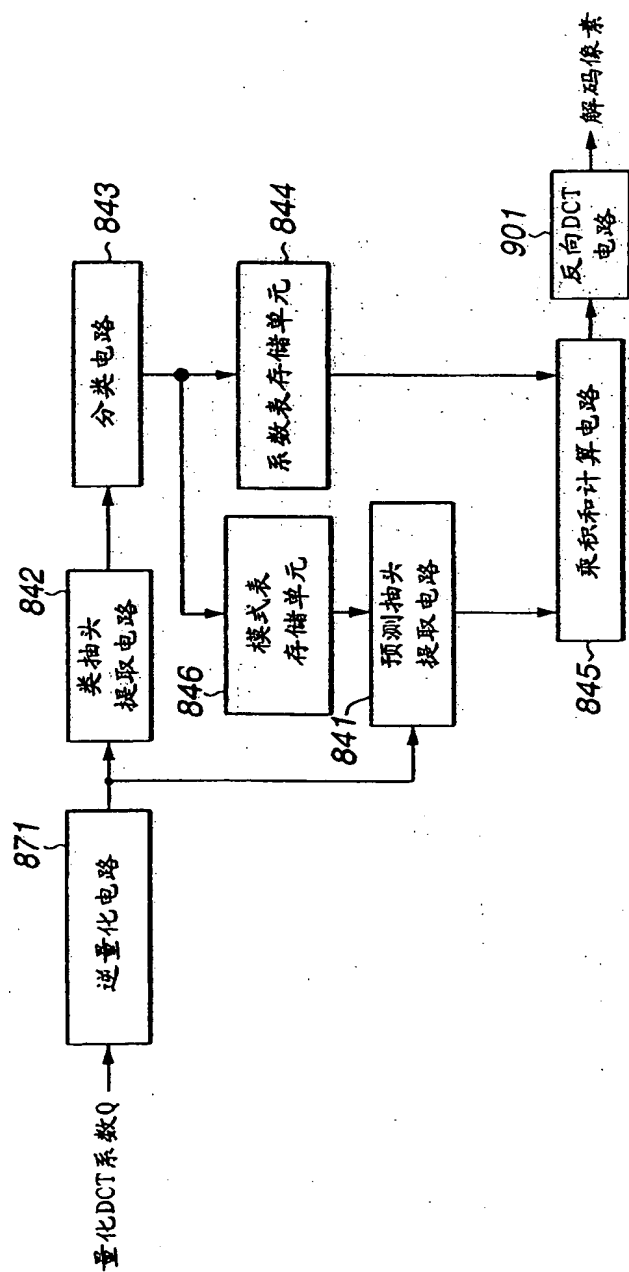 量化DCT系数Q
871
逆量化电路
842
类抽头
提取电路
843
分类电路
846
模式表
存储单元
844
系数表存储单元
841
预测抽头
提取电路
845
乘积和计算电路
901
反向DCT
电路
解码像素